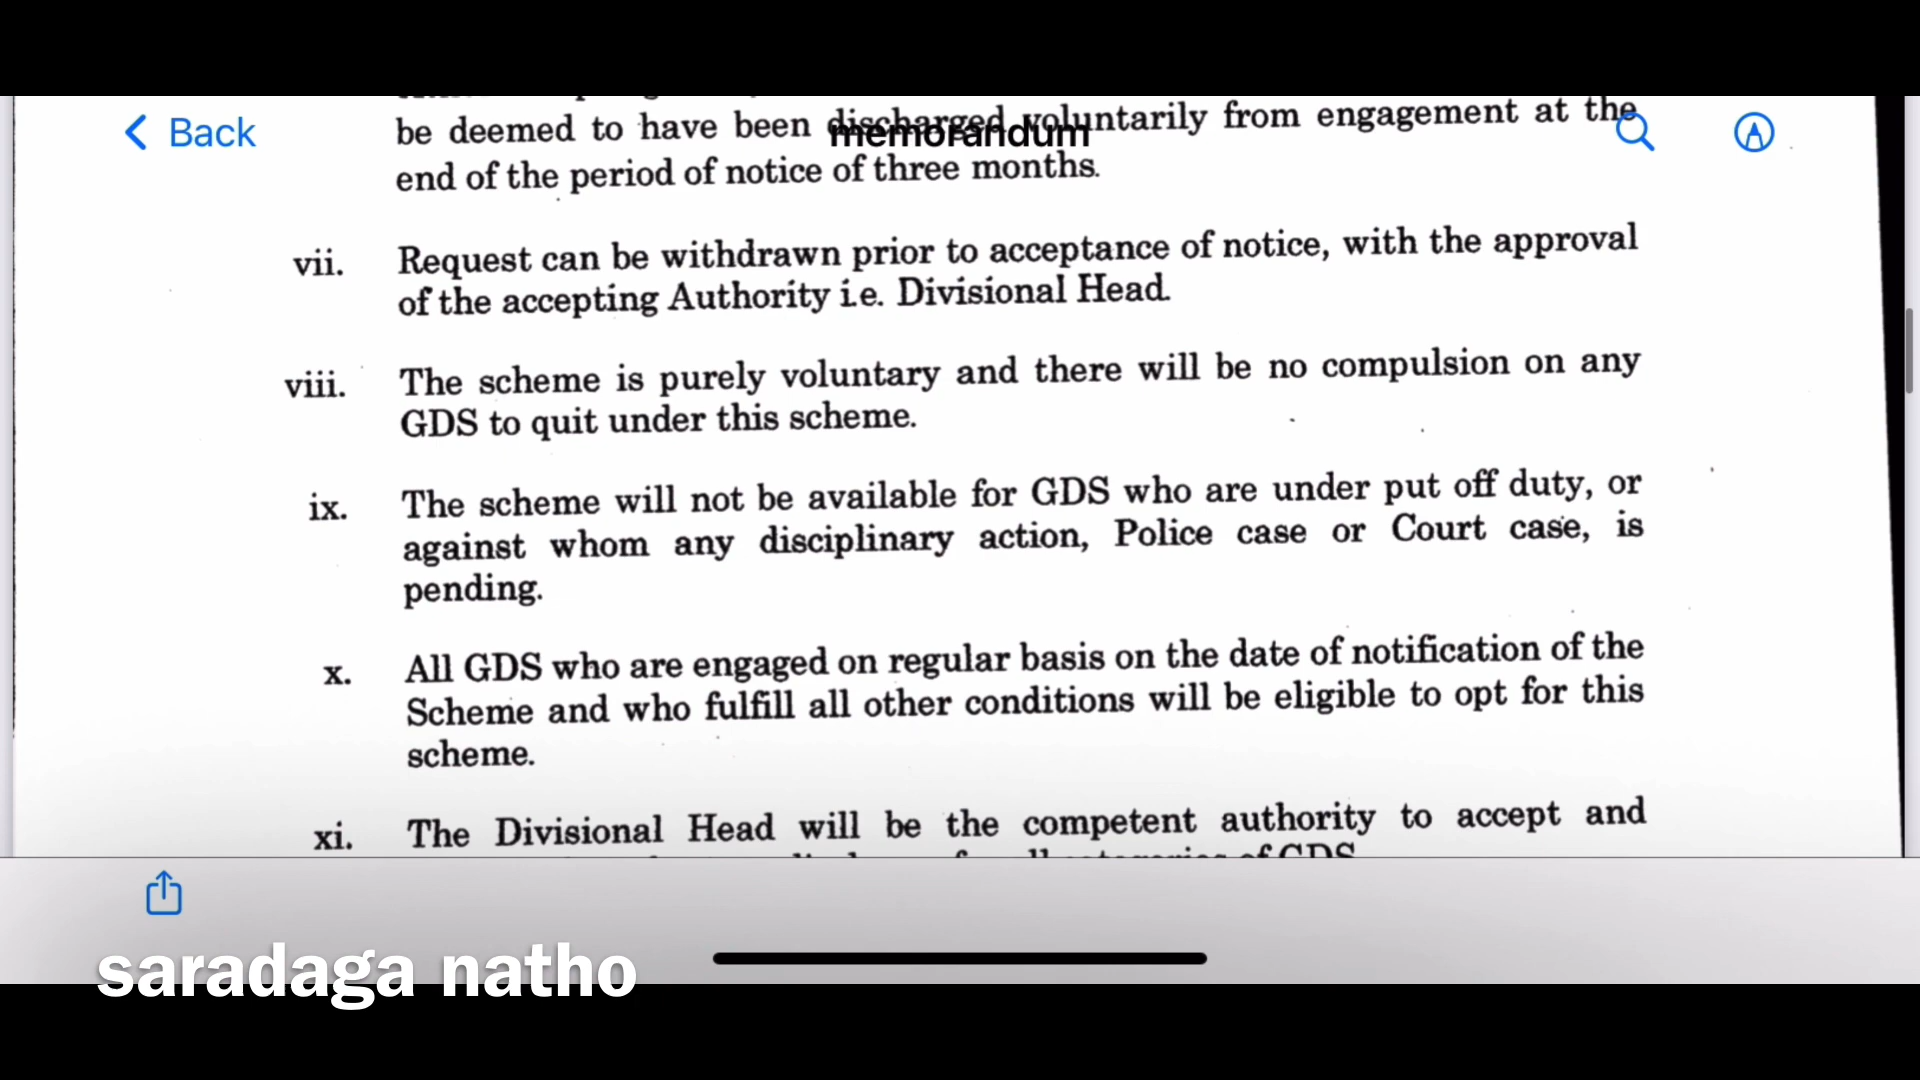 be deemed to have been discharged voluntarily from engagement at the
Back
memorandum
end of the period of notice of three months.
vii. Request can be withdrawn prior to acceptance of notice, with the approval
of the accepting Authority i.e. Divisional Head.
viii. The scheme is purely voluntary and there will be no compulsion on any
GDS to quit under this scheme.
ix. The scheme will not be available for GDS who are under put off duty, or
against whom any disciplinary action, Police case or Court case, is
pending.
x. All GDS who are engaged on regular basis on the date of notification of the
Scheme and who fulfill all other conditions will be eligible to opt for this
scheme.
xi. The Divisional Head will be the competent authority to accept and
of GDS
saradaga natho